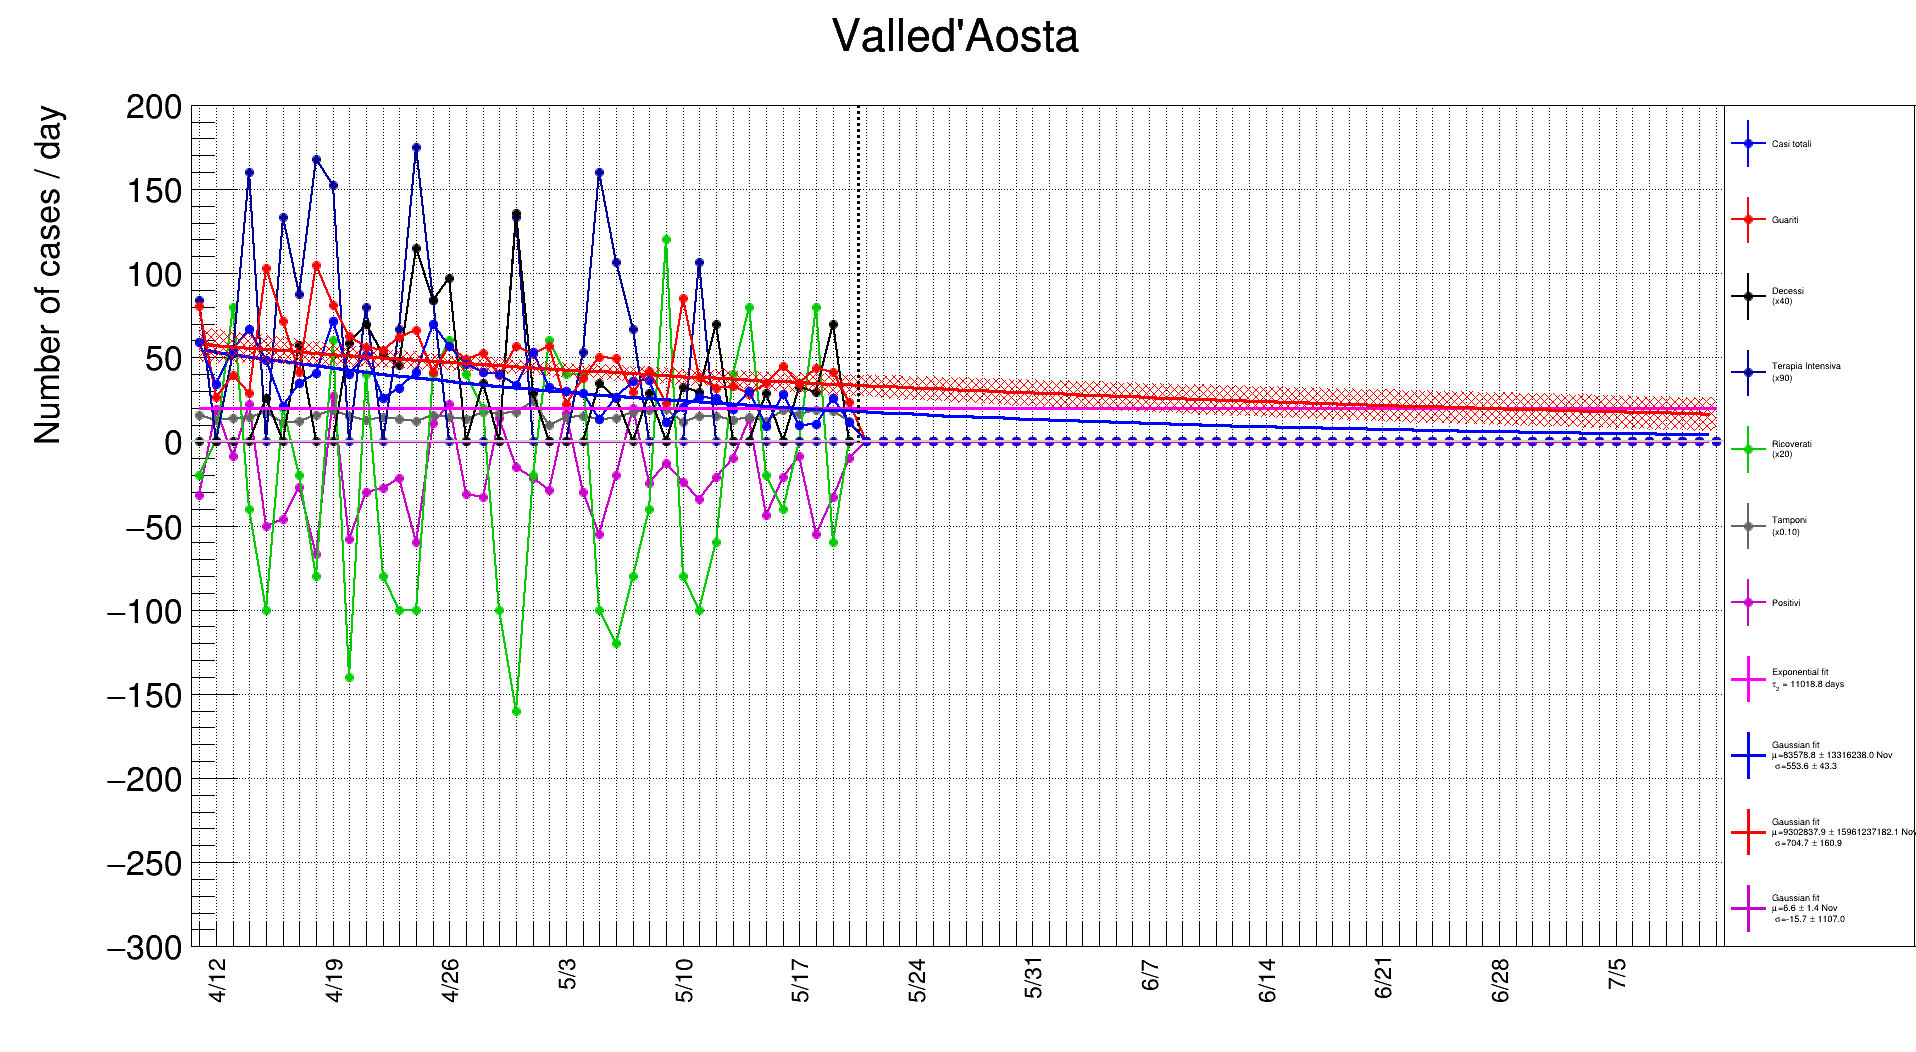 Valled'Aosta
Number of cases / day
200
150
100
50
0
−50
−100
−150
−200
−250
−300
4/12
4/19
4/26
5/3
5/10
5/17
5/24
5/31
6/7
6/14
6/21
6/28
7/5
Casi totali
Guariti
Decessi
(x40)
Terapia Intensiva
(x90)
Ricoverati
(x20)
Tamponi
(x0.10)
Positivi
Exponential fit
τ2 = 11018.8 days
Gaussian fit
μ=83578.8 ± 13316238.0 Nov
σ=553.6 ± 43.3
Gaussian fit
μ=9302837.9 ± 15961237182.1 Nov
σ=704.7 ± 160.9
Gaussian fit
μ=6.6 ± 1.4 Nov
σ=-15.7 ± 1107.0